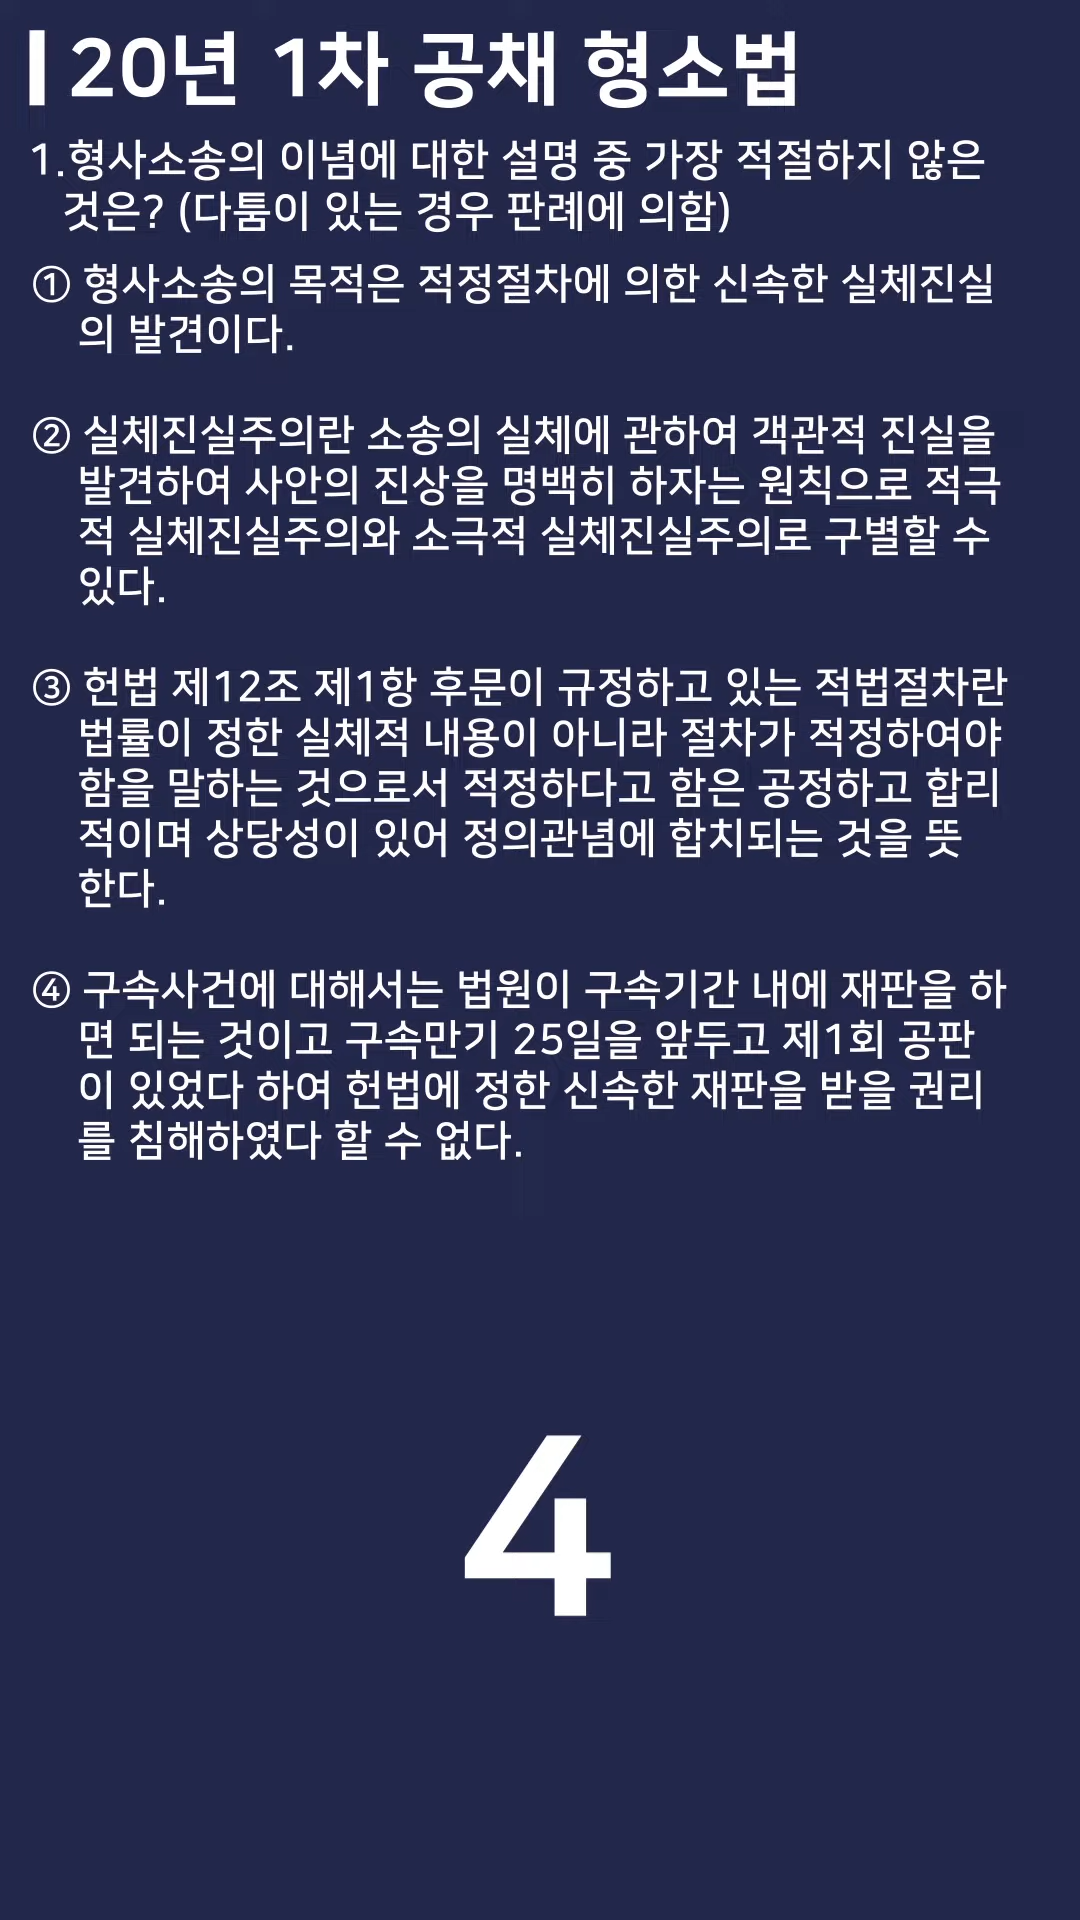 20년 1차 공채 형소법
1.형사소송의 이념에 대한 설명 중 가장 적절하지 않은
것은? (다툼이 있는 경우 판례에 의함)
① 형사소송의 목적은 적정절차에 의한 신속한 실체진실
의 발견이다.
② 실체진실주의란 소송의 실체에 관하여 객관적 진실을
발견하여 사안의 진상을 명백히 하자는 원칙으로 적극
적 실체진실주의와 소극적 실체진실주의로 구별할 수
있다.
③ 헌법 제12조 제1항 후문이 규정하고 있는 적법절차란
법률이 정한 실체적 내용이 아니라 절차가 적정하여야
함을 말하는 것으로서 적정하다고 함은 공정하고 합리
적이며 상당성이 있어 정의관념에 합치되는 것을 뜻
한다.
④ 구속사건에 대해서는 법원이 구속기간 내에 재판을 하
면 되는 것이고 구속만기 25일을 앞두고 제1회 공판
이 있었다 하여 헌법에 정한 신속한 재판을 받을 권리
를 침해하였다 할 수 없다.
4